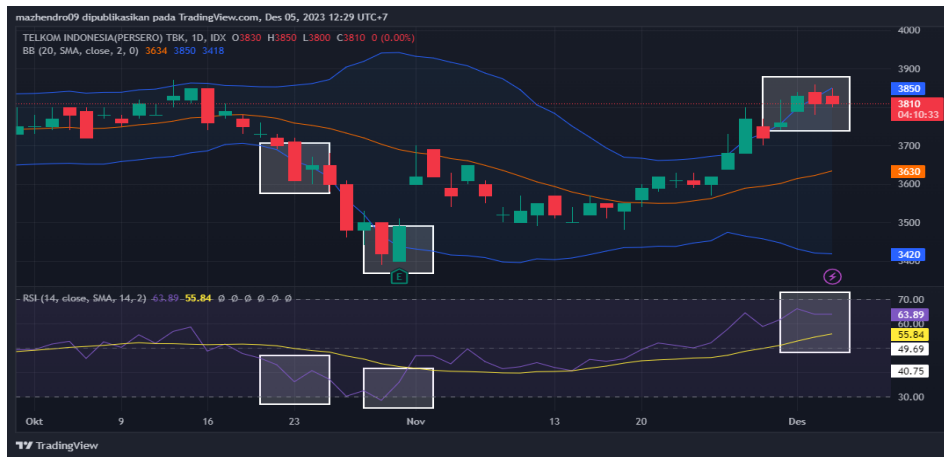 mazhendro09 dipublikasikan pada TradingView.com, Des 05, 2023 12:29 UTC+7
TELKOM INDONESIA(PERSERO) TBK, 1D, IDX O3830 H3850 L3800 C3810 0 (0.00%)
BB (20, SMA, close, 2, 0) 3634 3850 3418
4000
3900
3850
3810
04:10:33
3700
3630
3600
3500
3420
3400
E
RSI (14, close, SMA, 14, 2) 63.89 55.84 Ø Ø Ø Ø Ø Ø
70.00
63.89
60.00
55.84
49.69
40.75
30.00
Okt 9 16 23 Nov 13 20 Des
TradingView